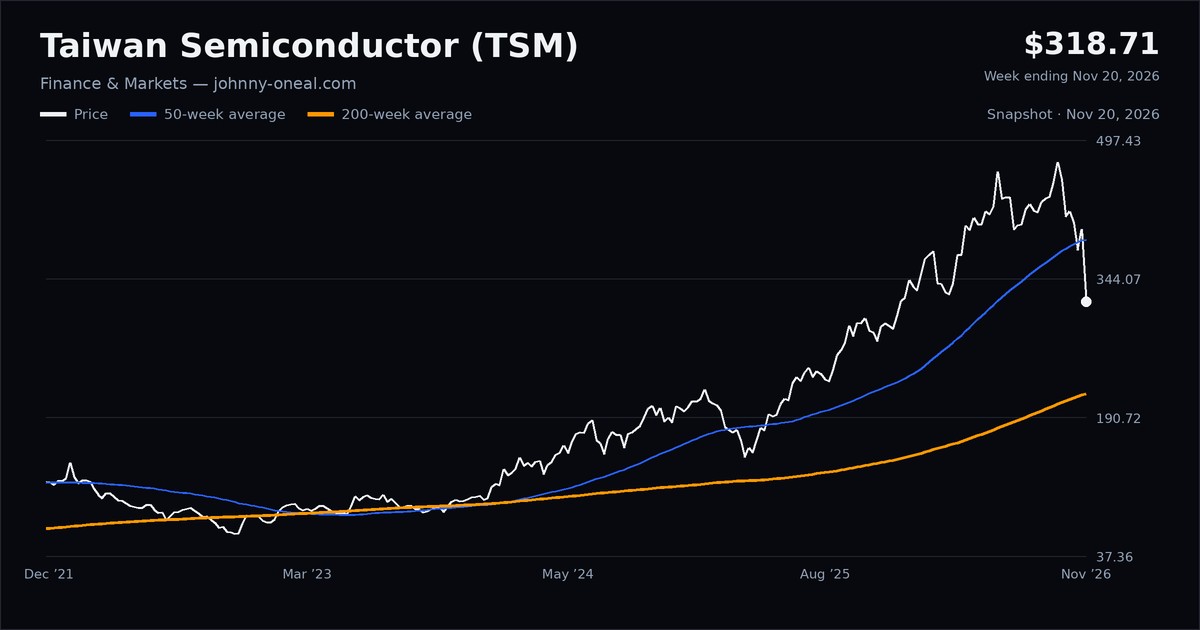 Taiwan Semiconductor (TSM)
$318.71
Finance & Markets — johnny-oneal.com
Week ending Nov 20, 2026
Price
50-week average
200-week average
Snapshot · Nov 20, 2026
497.43
344.07
190.72
37.36
Dec ’21
Mar ’23
May ’24
Aug ’25
Nov ’26